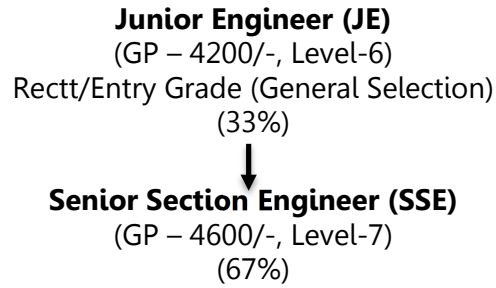 Junior Engineer (JE)
(GP – 4200/-, Level-6)
Rectt/Entry Grade (General Selection)
(33%)
Senior Section Engineer (SSE)
(GP – 4600/-, Level-7)
(67%)